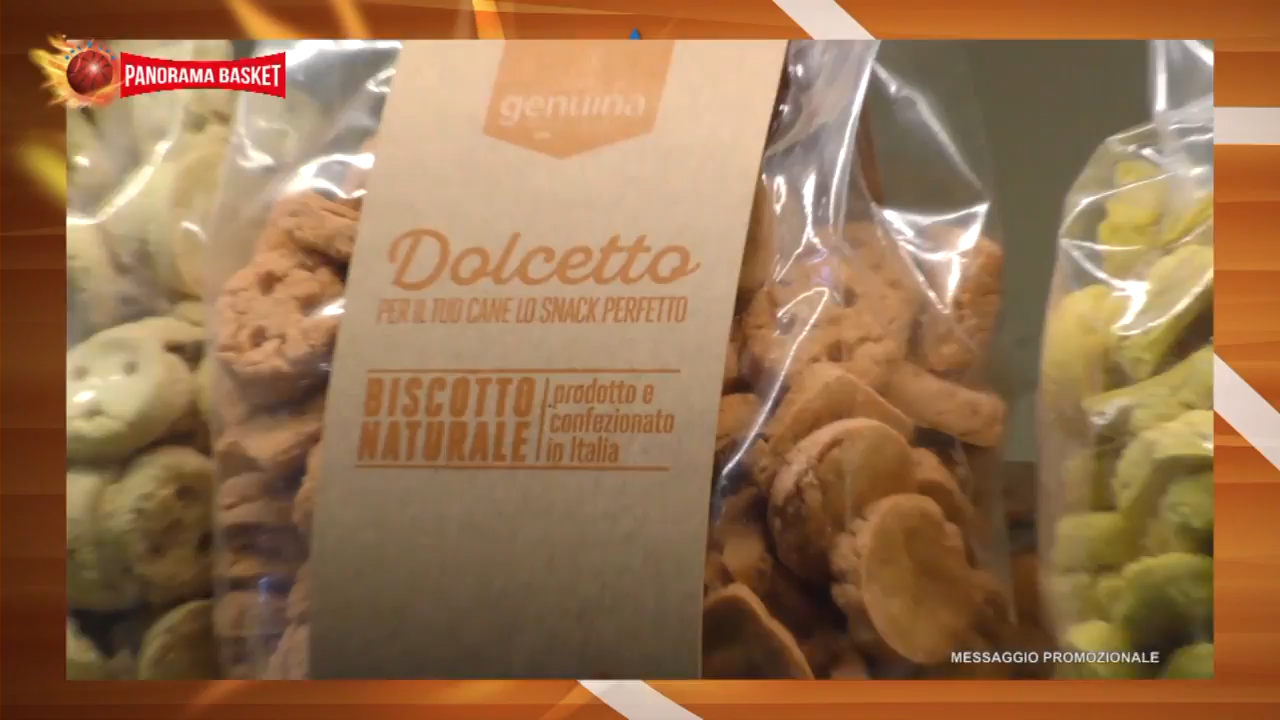 PANORAMA BASKET
genuina
Dolcetto
PER IL TUO CANE LO SNACK PERFETTO
BISCOTTO
NATURALE
prodotto e
confezionato
in Italia
MESSAGGIO PROMOZIONALE